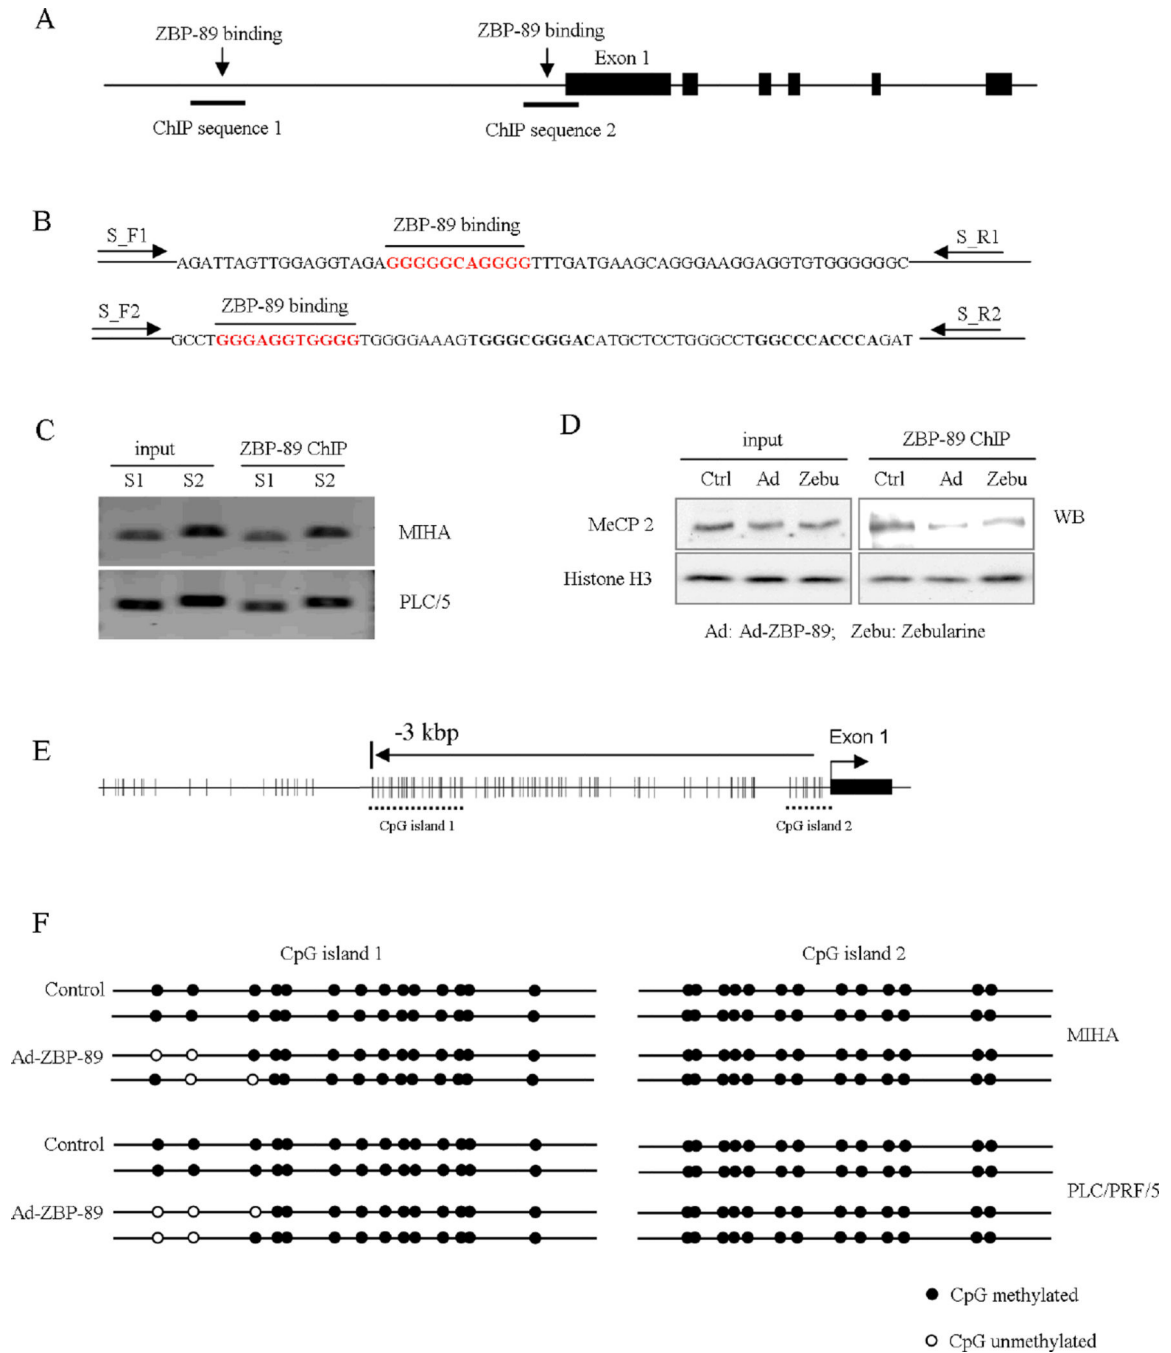 A
ZBP-89 binding
ZBP-89 binding
Exon 1
ChIP sequence 1
ChIP sequence 2
B
ZBP-89 binding
S_F1
S_R1
AGATTAGTTGGAGGTAGAGGGGGCAGGGGTTTGATGAAGCAGGGAAGGAGGTGTGGGGGGC
ZBP-89 binding
S_F2
S_R2
GCCTGGGAGGTGGGGTGGGGAAAGTGGGCGGGACATGCTCCTGGGCCTGGCCCACCCAGAT
C
input
ZBP-89 ChIP
S1 S2 S1 S2
MIHA
PLC/5
D
input
ZBP-89 ChIP
Ctrl Ad Zebu Ctrl Ad Zebu
MeCP 2
WB
Histone H3
Ad: Ad-ZBP-89; Zebu: Zebularine
E
-3 kbp
Exon 1
CpG island 1
CpG island 2
F
CpG island 1
CpG island 2
Control
Ad-ZBP-89
MIHA
Control
Ad-ZBP-89
PLC/PRF/5
CpG methylated
CpG unmethylated